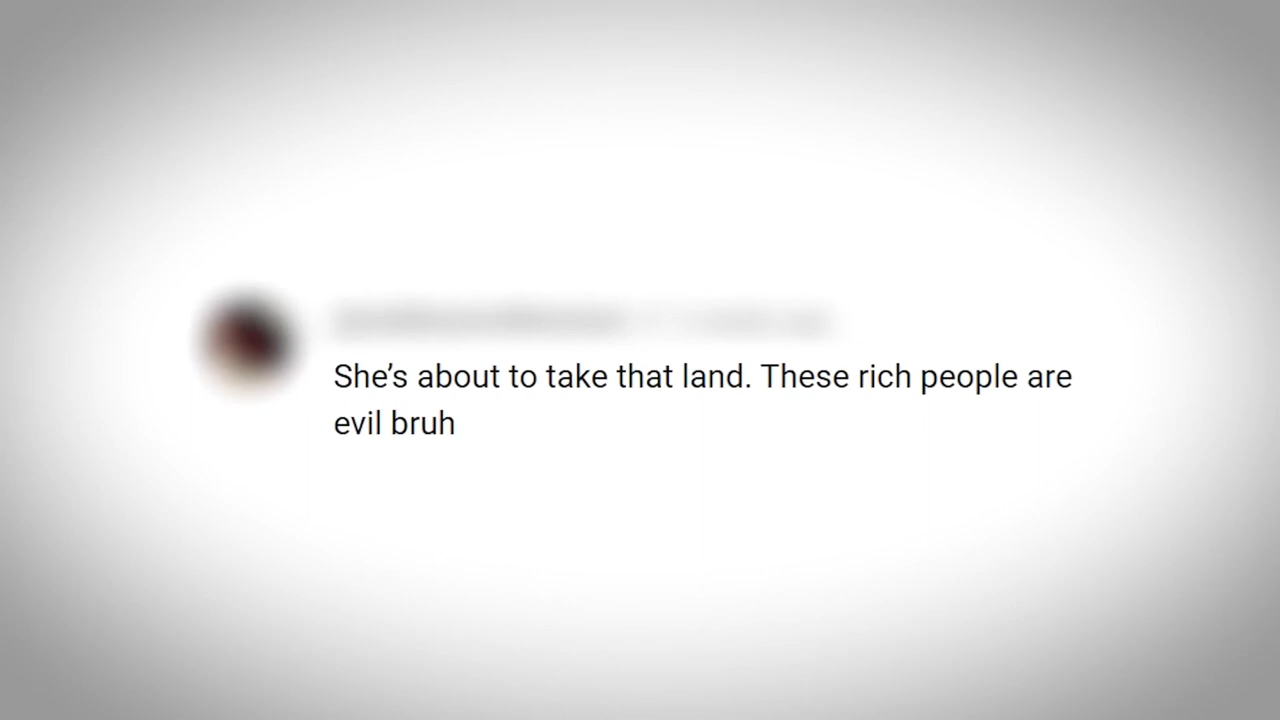 She’s about to take that land. These rich people are
evil bruh